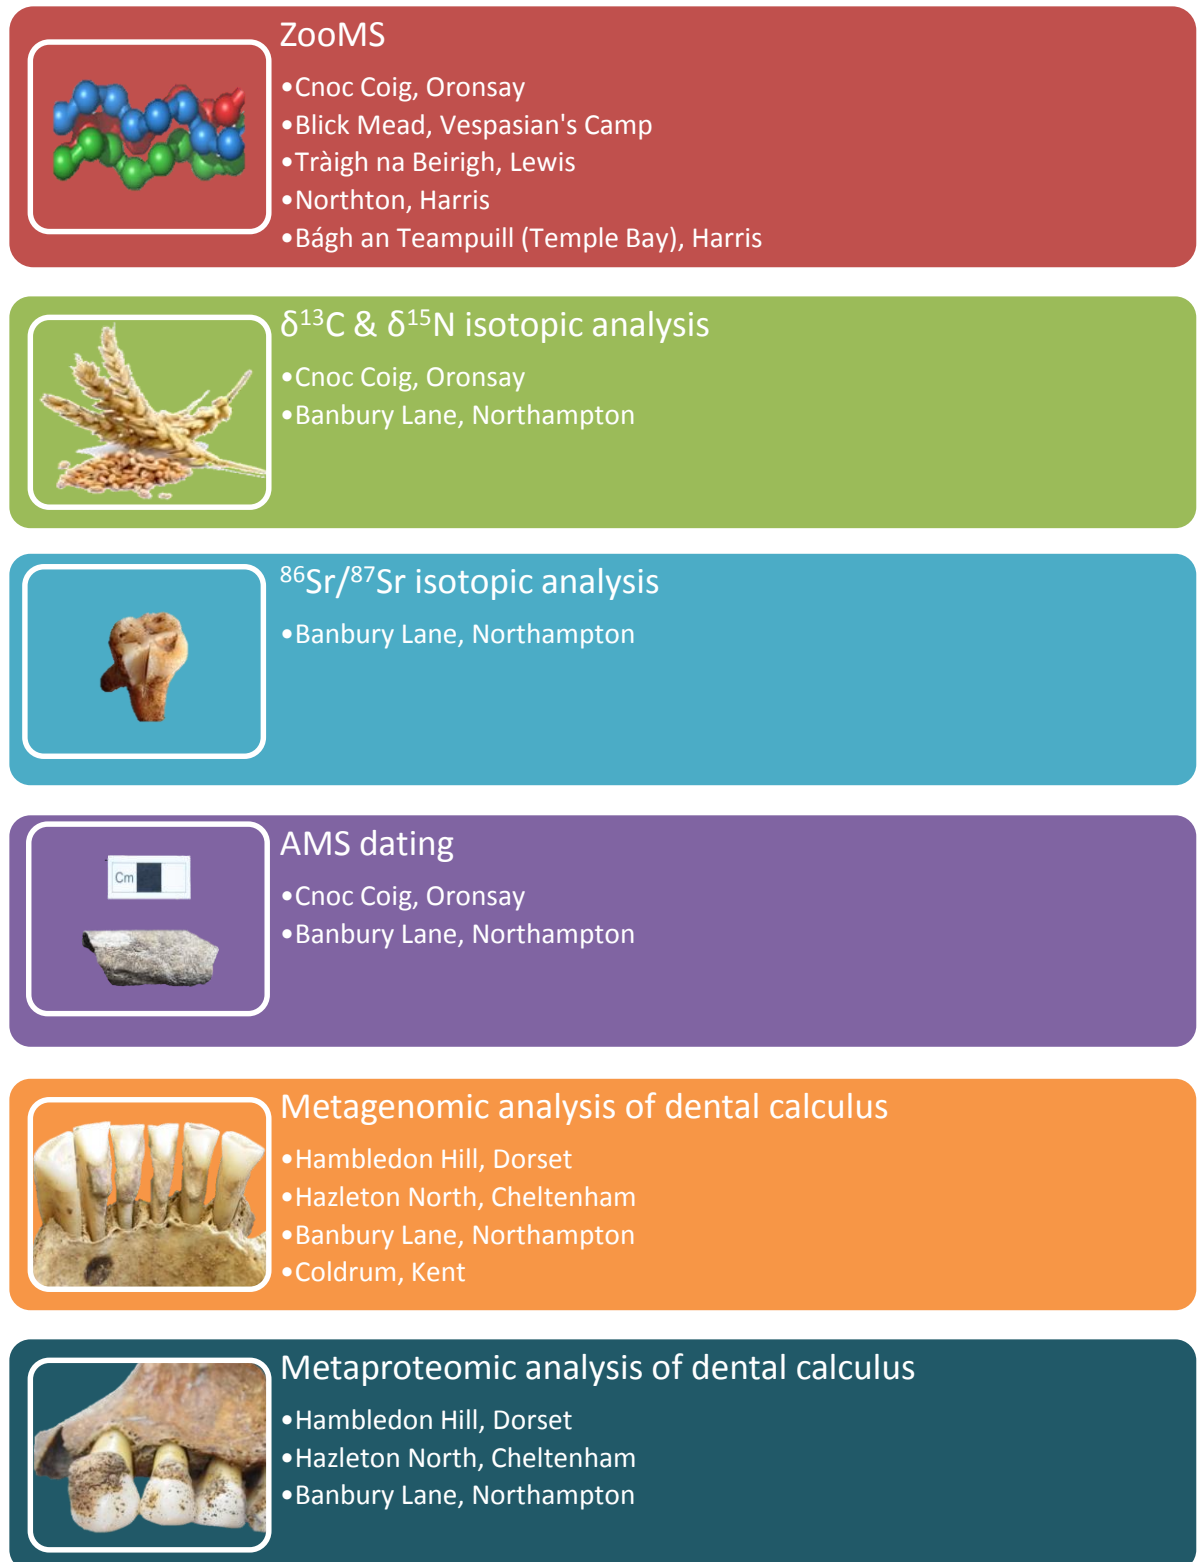 ZooMS
•Cnoc Coig, Oronsay
•Blick Mead, Vespasian's Camp
•Tràigh na Beirigh, Lewis
•Northton, Harris
•Bágh an Teampuill (Temple Bay), Harris
δ¹³C & δ¹⁵N isotopic analysis
•Cnoc Coig, Oronsay
•Banbury Lane, Northampton
⁸⁶Sr/⁸⁷Sr isotopic analysis
•Banbury Lane, Northampton
AMS dating
Cm
•Cnoc Coig, Oronsay
•Banbury Lane, Northampton
Metagenomic analysis of dental calculus
•Hambledon Hill, Dorset
•Hazleton North, Cheltenham
•Banbury Lane, Northampton
•Coldrum, Kent
Metaproteomic analysis of dental calculus
•Hambledon Hill, Dorset
•Hazleton North, Cheltenham
•Banbury Lane, Northampton